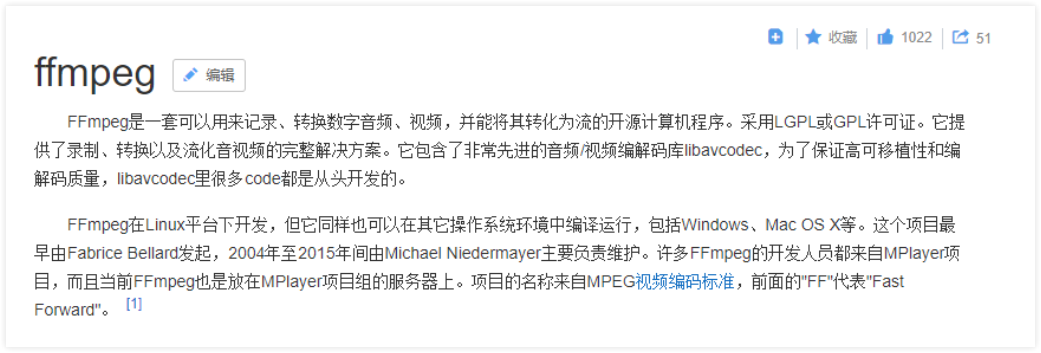 收藏 1022 51
ffmpeg 编辑
FFmpeg是一套可以用来记录、转换数字音频、视频，并能将其转化为流的开源计算机程序。采用LGPL或GPL许可证。它提
供了录制、转换以及流化音视频的完整解决方案。它包含了非常先进的音频/视频编解码库libavcodec，为了保证高可移植性和编
解码质量，libavcodec里很多code都是从头开发的。
FFmpeg在Linux平台下开发，但它同样也可以在其它操作系统环境中编译运行，包括Windows、Mac OS X等。这个项目最
早由Fabrice Bellard发起，2004年至2015年间由Michael Niedermayer主要负责维护。许多FFmpeg的开发人员都来自MPlayer项
目，而且当前FFmpeg也是放在MPlayer项目组的服务器上。项目的名称来自MPEG视频编码标准，前面的"FF"代表"Fast
Forward"。 [1]